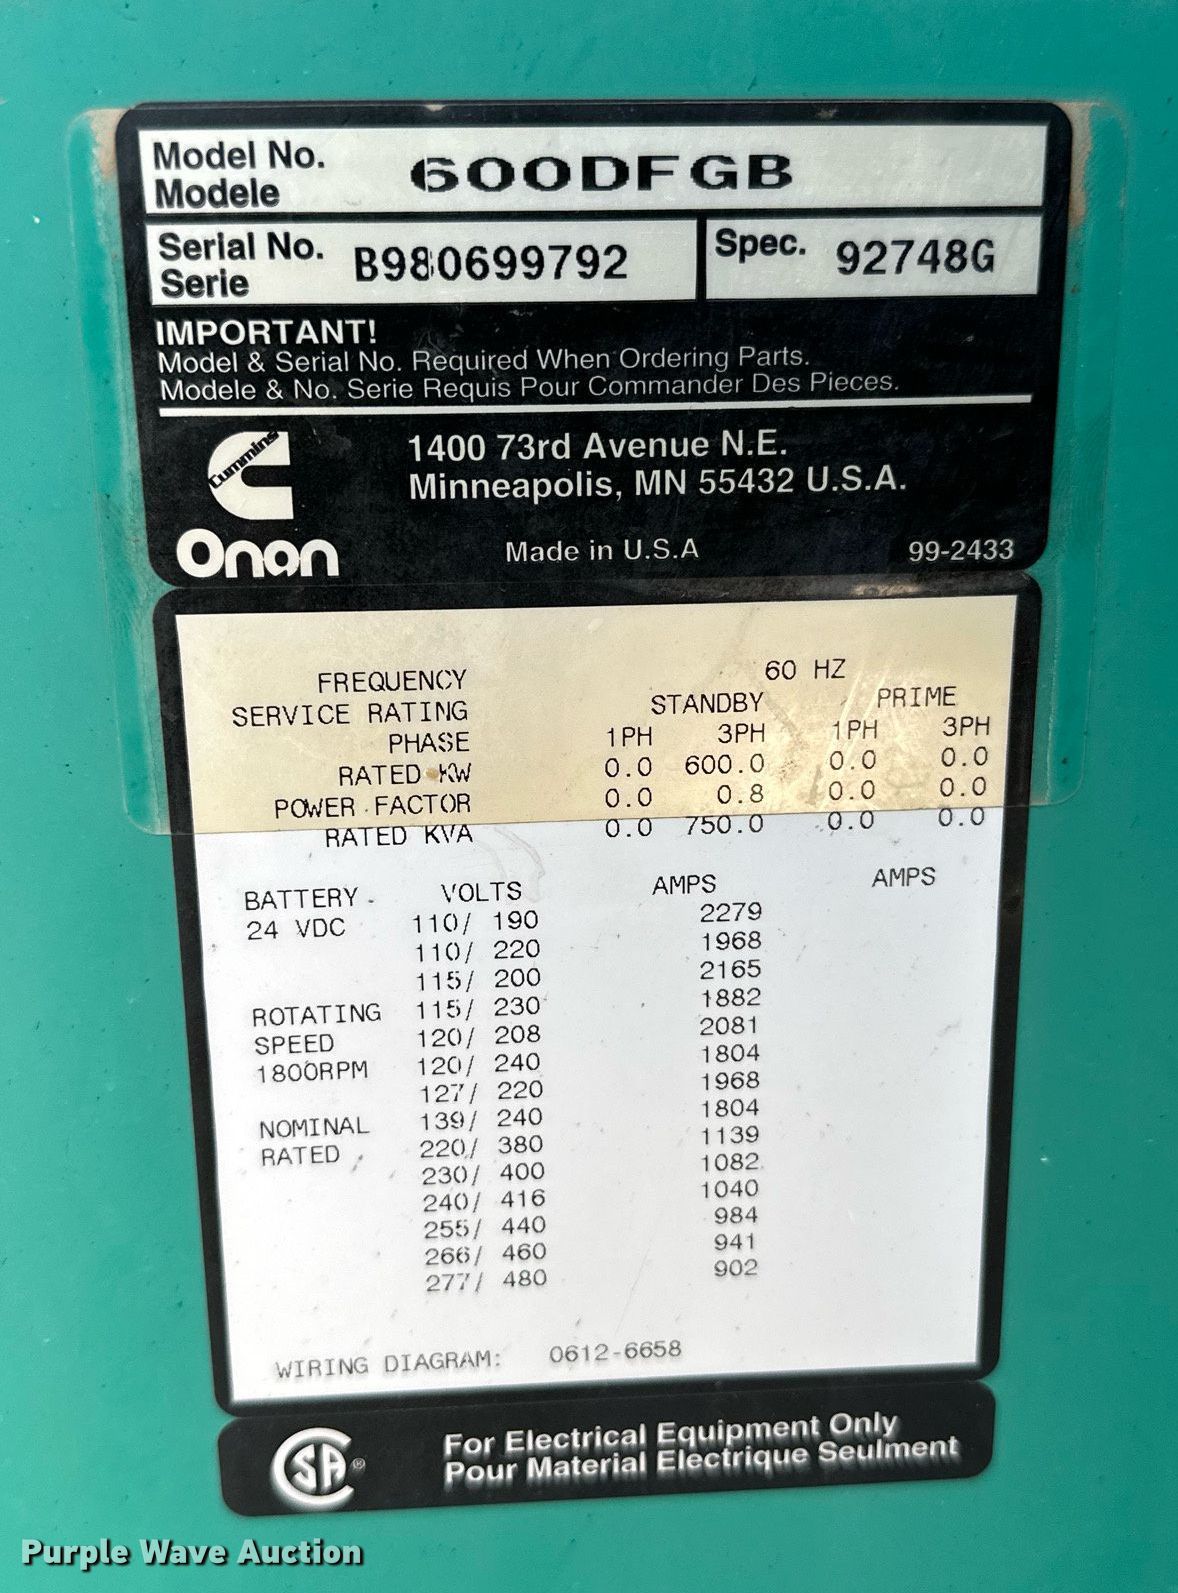 Model No. 600DFGB
Modele
Serial No. B980699792 Spec. 92748G
Serie
IMPORTANT!
Model & Serial No. Required When Ordering Parts.
Modele & No. Serie Requis Pour Commander Des Pieces.
Cummins
Onan
1400 73rd Avenue N.E.
Minneapolis, MN 55432 U.S.A.
Made in U.S.A 99-2433
FREQUENCY 60 HZ
SERVICE RATING STANDBY PRIME
PHASE 1PH 3PH 1PH 3PH
RATED KW 0.0 600.0 0.0 0.0
POWER FACTOR 0.0 0.8 0.0 0.0
RATED KVA 0.0 750.0 0.0 0.0
BATTERY VOLTS AMPS AMPS
24 VDC 110/ 190 2279
110/ 220 1968
115/ 200 2165
ROTATING 115/ 230 1882
SPEED 120/ 208 2081
1800RPM 120/ 240 1804
127/ 220 1968
NOMINAL 139/ 240 1804
RATED 220/ 380 1139
230/ 400 1082
240/ 416 1040
255/ 440 984
266/ 460 941
277/ 480 902
WIRING DIAGRAM: 0612-6658
CSA ®
For Electrical Equipment Only
Pour Material Electrique Seulment
Purple Wave Auction